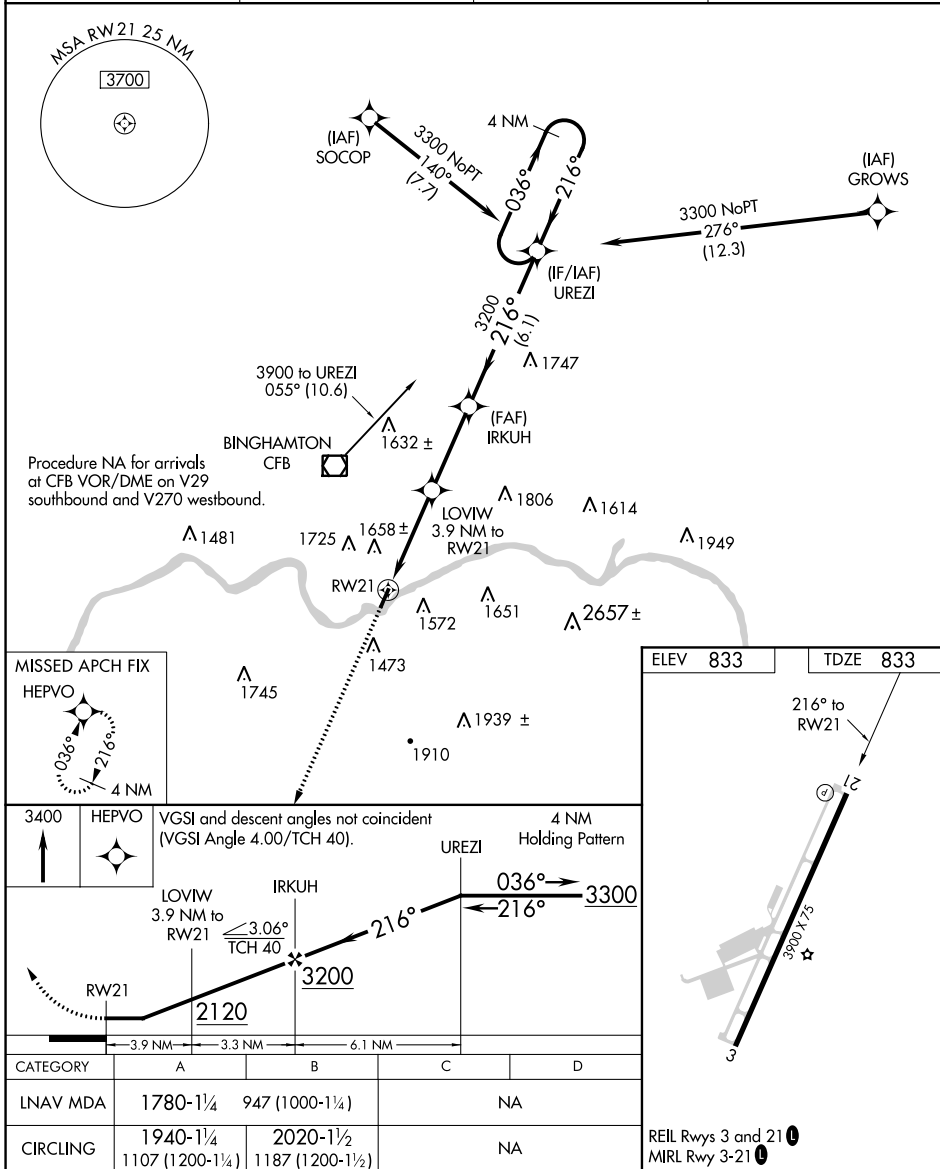 MSA RW21 25 NM
3700
(IAF)
SOCOP
3300 NoPT
140°
(7.7)
4 NM
036°
216°
(IAF)
GROWS
3300 NoPT
276°
(12.3)
(IF/IAF)
UREZI
3200
216°
(6.1)
1747
3900 to UREZI
055° (10.6)
1632 ±
(FAF)
IRKUH
BINGHAMTON
CFB
Procedure NA for arrivals
at CFB VOR/DME on V29
southbound and V270 westbound.
1806
1614
LOVIW
3.9 NM to
RW21
1481
1725
1658 ±
1949
RW21
1572
1651
2657 ±
1473
1745
1939 ±
1910
MISSED APCH FIX
HEPVO
036°
216°
4 NM
ELEV 833
TDZE 833
216° to
RW21
21
P
3900 X 75
3
REIL Rwys 3 and 21 L
MIRL Rwy 3-21 L
3400
HEPVO
VGSI and descent angles not coincident
(VGSI Angle 4.00/TCH 40).
4 NM
Holding Pattern
UREZI
036°
216°
3300
IRKUH
LOVIW
3.9 NM to
RW21
3.06°
TCH 40
216°
3200
2120
RW21
3.9 NM
3.3 NM
6.1 NM
CATEGORY A B C D
LNAV MDA 1780-1¼ 947 (1000-1¼) NA
CIRCLING 1940-1¼ 2020-1½ NA
1107 (1200-1¼) 1187 (1200-1½)